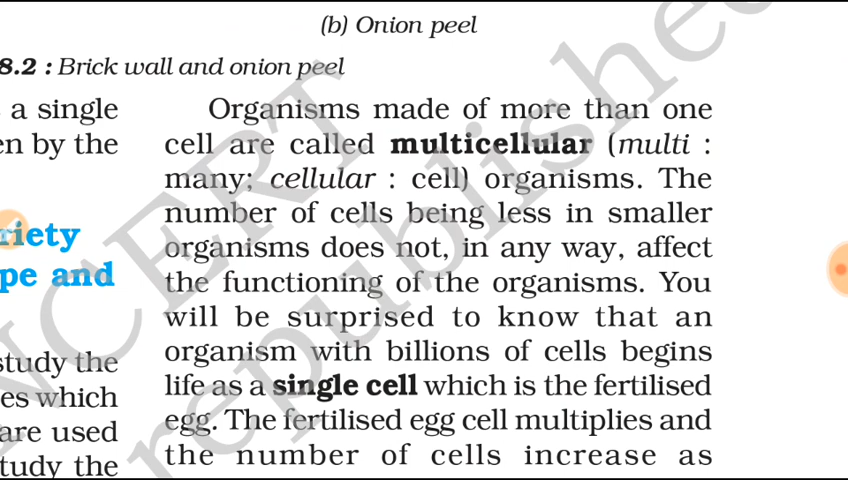 (b) Onion peel
8.2 : Brick wall and onion peel
a single
en by the
riety
pe and
study the
es which
are used
tudy the
Organisms made of more than one
cell are called multicellular (multi :
many; cellular : cell) organisms. The
number of cells being less in smaller
organisms does not, in any way, affect
the functioning of the organisms. You
will be surprised to know that an
organism with billions of cells begins
life as a single cell which is the fertilised
egg. The fertilised egg cell multiplies and
the number of cells increase as
NCERT
republished